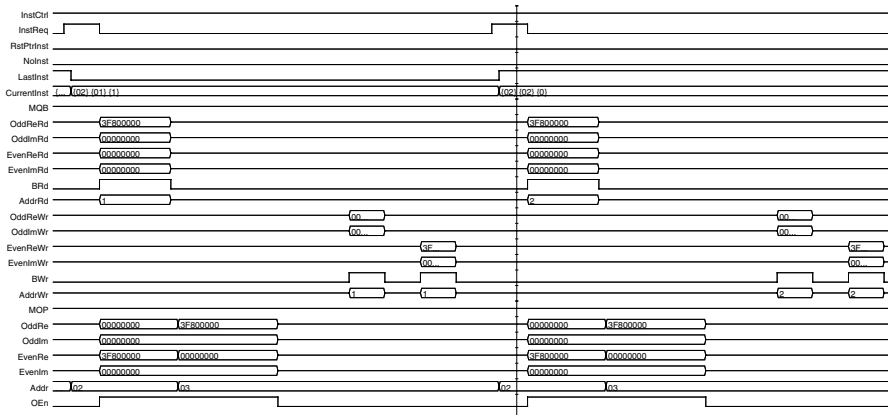 InstCtrl
InstReq
RstPtrInst
NoInst
LastInst
CurrentInst {... {02} {01} {1} {02} {02} {0}
MQB
OddReRd 3F800000 3F800000
OddImRd 00000000 00000000
EvenReRd 00000000 00000000
EvenImRd 00000000 00000000
BRd
AddrRd 1 2
OddReWr 00... 00...
OddImWr 00... 00...
EvenReWr 3F... 3F...
EvenImWr 00... 00...
BWr
AddrWr 1 1 2 2
MOP
OddRe 00000000 3F800000 00000000 3F800000
OddIm 00000000 00000000
EvenRe 3F800000 00000000 3F800000 00000000
EvenIm 00000000 00000000
Addr 02 03 02 03
OEn